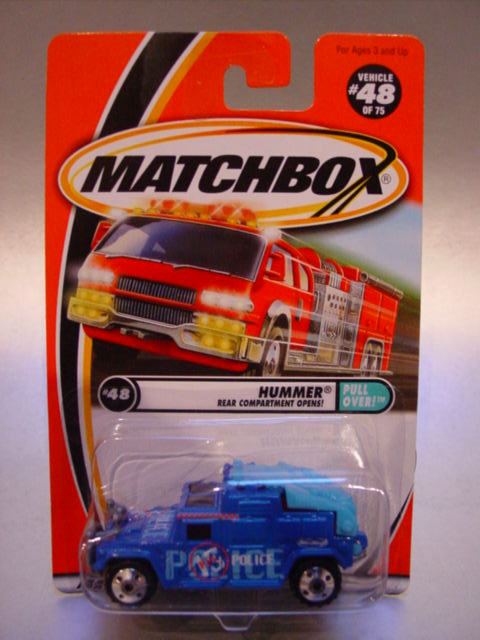 For Ages 3 and Up
VEHICLE
#48
OF 75
MATCHBOX®
#48
HUMMER®
REAR COMPARTMENT OPENS!
PULL
OVER!™
POLICE
POLICE